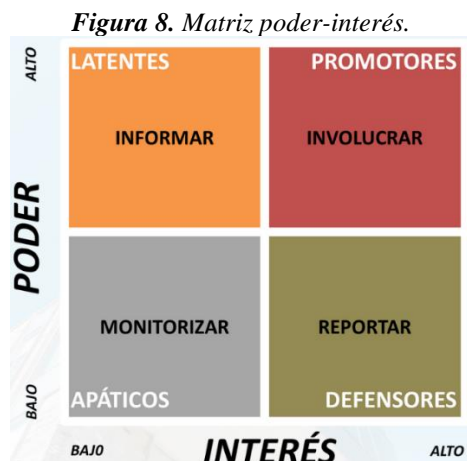 Figura 8. Matriz poder-interés.
ALTO
LATENTES
PROMOTORES
INFORMAR
INVOLUCRAR
PODER
MONITORIZAR
REPORTAR
BAJO
APÁTICOS
DEFENSORES
BAJO
INTERÉS
ALTO